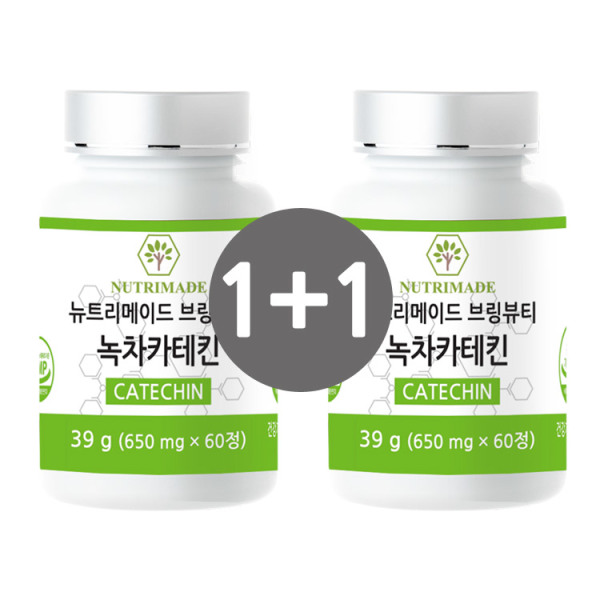 NUTRIMADE
뉴트리메이드 브링
녹차카테킨
CATECHIN
39 g (650 mg × 60정)
1+1
NUTRIMADE
리메이드 브링뷰티
녹차카테킨
CATECHIN
39 g (650 mg × 60정)